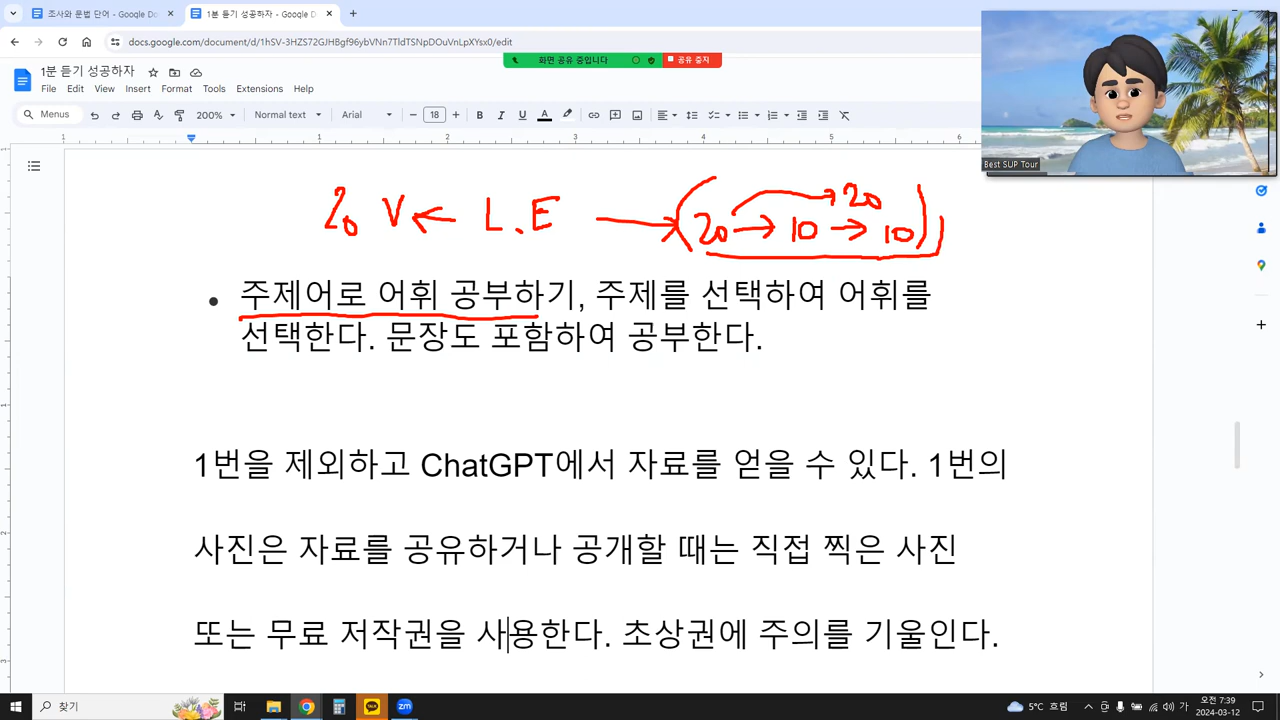 조사와 문법 단어 - Google D
1분 듣기 성공하자 - Google D
docs.google.com/document/d/1hSV-3HZS72GJHBgf96ybVNn7TldTSNpDOuVnLpXYsx0/edit
화면 공유 중입니다
공유 중지
1분 듣기 성공하자
File Edit View Insert Format Tools Extensions Help
Menus 200% Normal text Arial 18
1 1 2 3 4 5 6
Best SUP Tour
20 V ← L.E → (20 → 10 → 10)
20
주제어로 어휘 공부하기, 주제를 선택하여 어휘를
선택한다. 문장도 포함하여 공부한다.
1번을 제외하고 ChatGPT에서 자료를 얻을 수 있다. 1번의
사진은 자료를 공유하거나 공개할 때는 직접 찍은 사진
또는 무료 저작권을 사용한다. 초상권에 주의를 기울인다.
찾기
5℃ 흐림
가
오전 7:39
2024-03-12